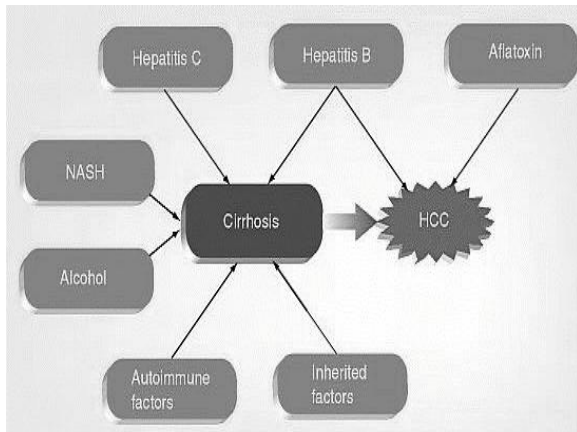 Hepatitis C
Hepatitis B
Aflatoxin
NASH
Cirrhosis
HCC
Alcohol
Autoimmune
factors
Inherited
factors